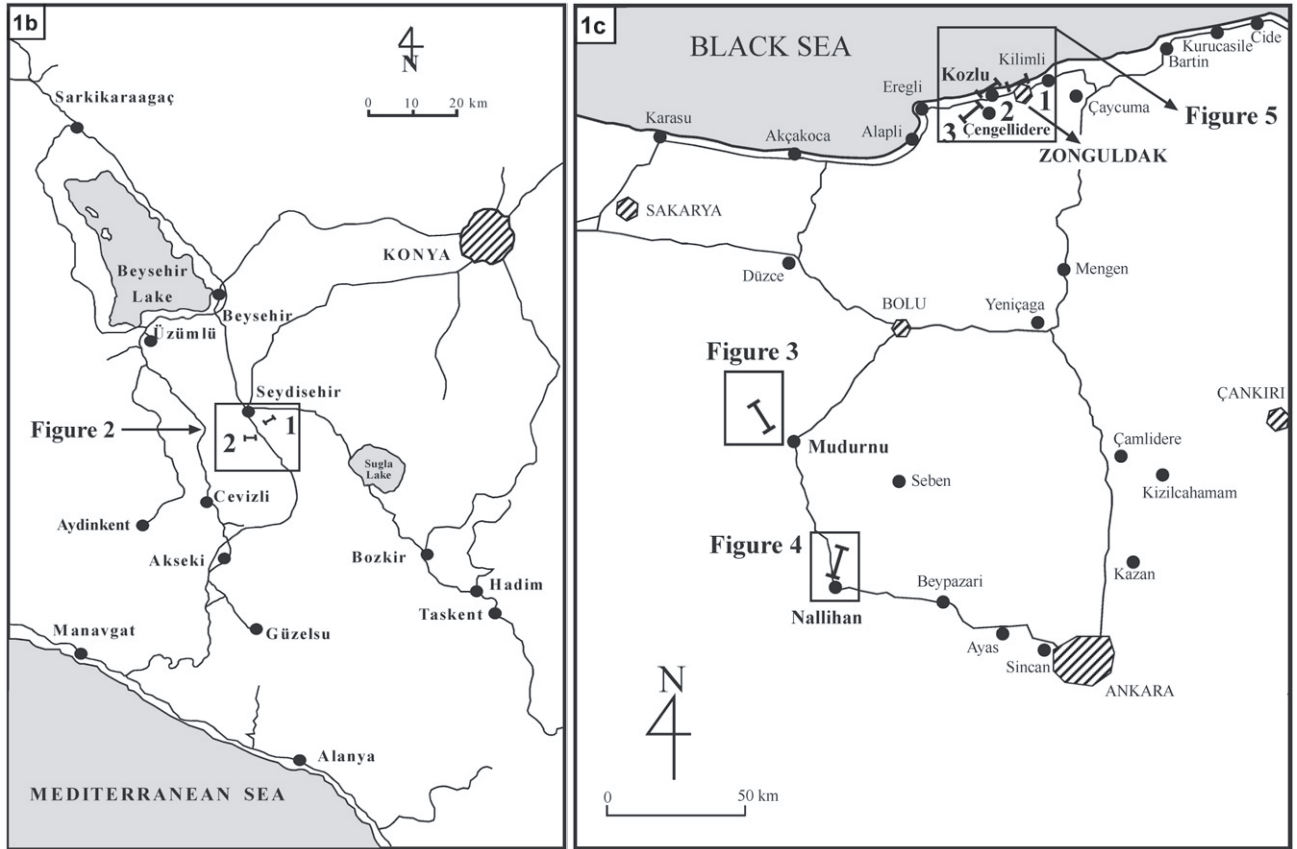 1b
N
0 10 20 km
Sarkikaraagaç
KONYA
Beysehir
Lake
Beysehir
Üzümlü
Seydisehir
Figure 2
1
2
Sugla
Lake
Cevizli
Aydinkent
Akseki
Bozkir
Hadim
Taskent
Güzelsu
Manavgat
Alanya
MEDITERRANEAN SEA
1c
BLACK SEA
Cide
Kurucasile
Bartin
Kilimli
Kozlu
Eregli
1
2
3
Çaycuma
Figure 5
Çengellidere
Karasu
Akçakoca
Alapli
ZONGULDAK
SAKARYA
Düzce
Mengen
BOLU
Yeniçaga
Figure 3
ÇANKIRI
Mudurnu
Çamlidere
Seben
Kizilcahamam
Figure 4
Kazan
Beypazari
Nallihan
Ayas
Sincan
ANKARA
N
0 50 km